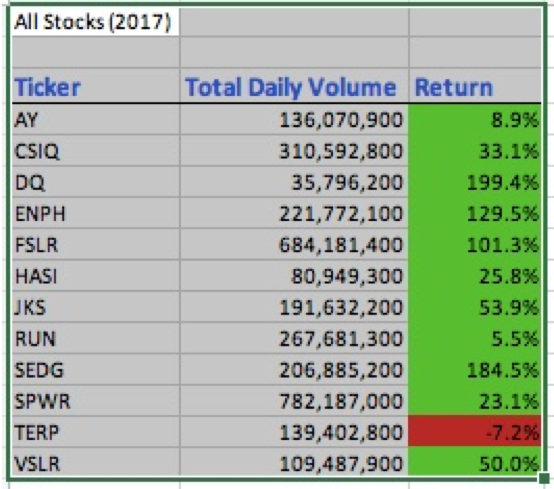 All Stocks (2017)
Ticker Total Daily Volume Return
AY 136,070,900 8.9%
CSIQ 310,592,800 33.1%
DQ 35,796,200 199.4%
ENPH 221,772,100 129.5%
FSLR 684,181,400 101.3%
HASI 80,949,300 25.8%
JKS 191,632,200 53.9%
RUN 267,681,300 5.5%
SEDG 206,885,200 184.5%
SPWR 782,187,000 23.1%
TERP 139,402,800 -7.2%
VSLR 109,487,900 50.0%